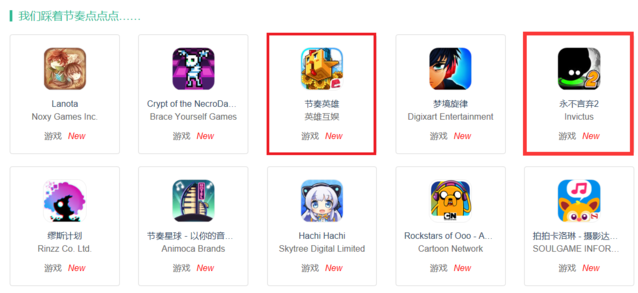 我们踩着节奏点点点……
Lanota
Noxy Games Inc.
游戏 New
Crypt of the NecroDa...
Brace Yourself Games
游戏 New
节奏英雄
英雄互娱
游戏 New
梦境旋律
Digixart Entertainment
游戏 New
永不言弃2
Invictus
游戏 New
缪斯计划
Rinzz Co. Ltd.
游戏 New
节奏星球 - 以你的音...
Animoca Brands
游戏 New
Hachi Hachi
Skytree Digital Limited
游戏 New
Rockstars of Ooo - A...
Cartoon Network
游戏 New
拍拍卡洛琳 - 摄影达...
SOULGAME INFOR...
游戏 New